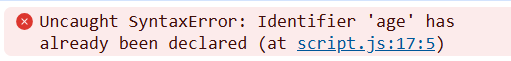 Uncaught SyntaxError: Identifier 'age' has
already been declared (at script.js:17:5)